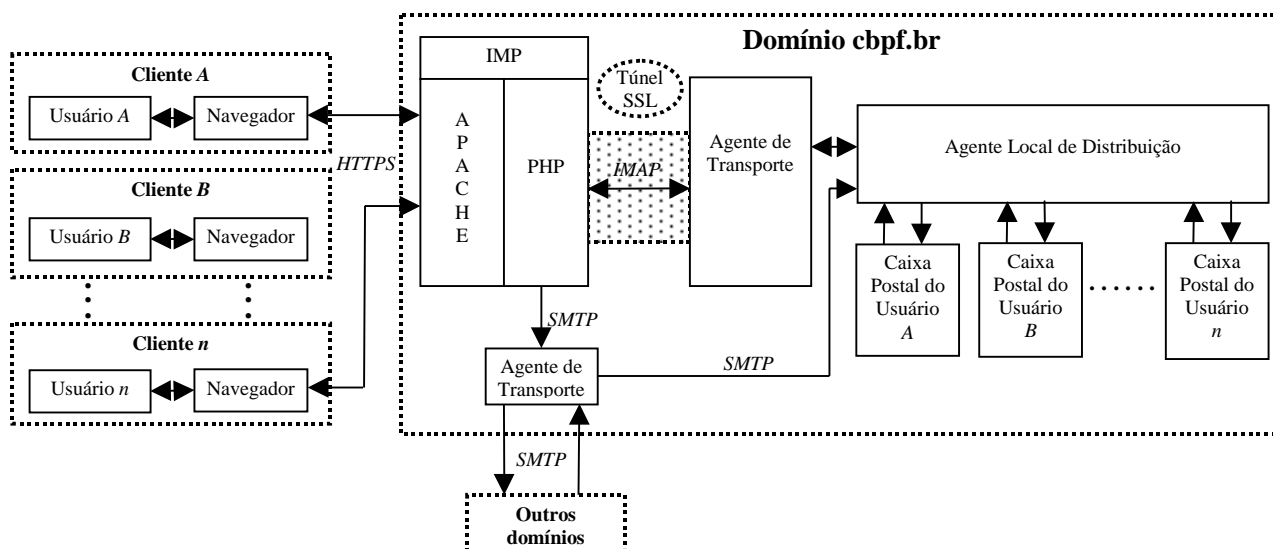 Domínio cbpf.br
Cliente A
Usuário A
Navegador
HTTPS
Cliente B
Usuário B
Navegador
Cliente n
Usuário n
Navegador
IMP
A
P
A
C
H
E
PHP
Túnel
SSL
IMAP
Agente de
Transporte
Agente Local de Distribuição
Caixa
Postal do
Usuário
A
Caixa
Postal do
Usuário
B
Caixa
Postal do
Usuário
n
SMTP
Agente de
Transporte
SMTP
SMTP
Outros
domínios